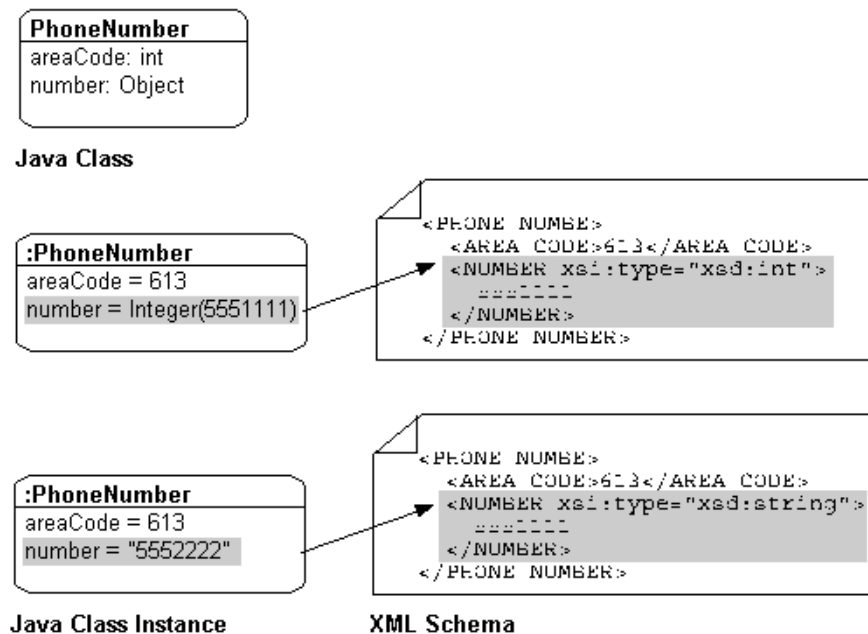 PhoneNumber
areaCode: int
number: Object
Java Class
:PhoneNumber
areaCode = 613
number = Integer(5551111)
<PHONE NUMBE>
<AREA CODE>613</AREA CODE>
<NUMBER xsi:type="xsd:int">
</NUMBER>
</PHONE NUMBER>
:PhoneNumber
areaCode = 613
number = "5552222"
<PHONE NUMBE>
<AREA CODE>613</AREA CODE>
<NUMBER xsi:type="xsd:string">
</NUMBER>
</PHONE NUMBER>
Java Class Instance
XML Schema